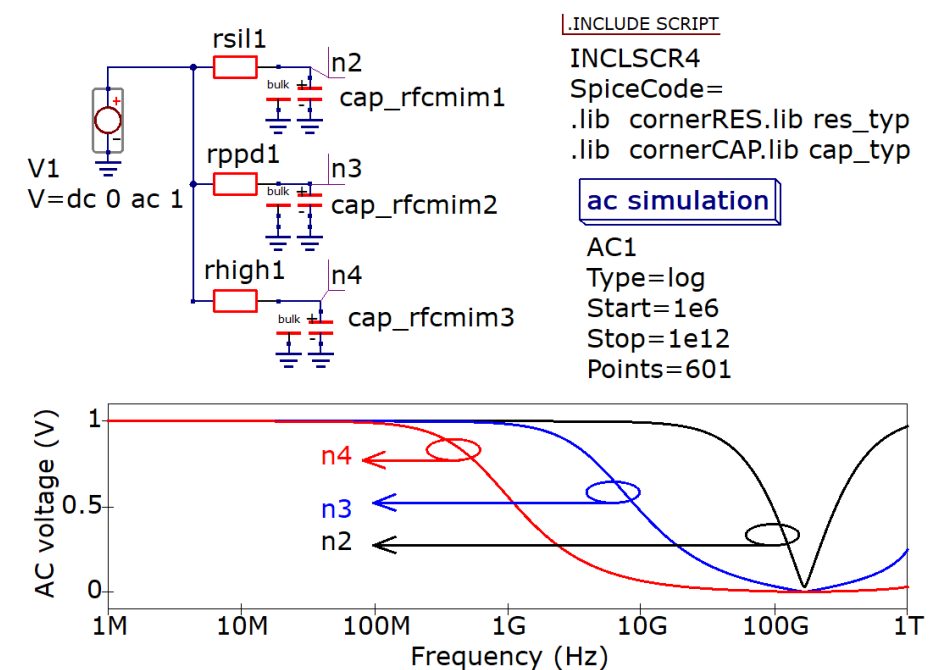 rsil1
n2
bulk
+
-
cap_rfcmim1
+
-
V1
V=dc 0 ac 1
rppd1
n3
bulk
+
-
cap_rfcmim2
rhigh1
n4
bulk
+
-
cap_rfcmim3
.INCLUDE SCRIPT
INCLSCR4
SpiceCode=
.lib cornerRES.lib res_typ
.lib cornerCAP.lib cap_typ
ac simulation
AC1
Type=log
Start=1e6
Stop=1e12
Points=601
AC voltage (V)
1
0.5
0
n4
n3
n2
1M 10M 100M 1G 10G 100G 1T
Frequency (Hz)